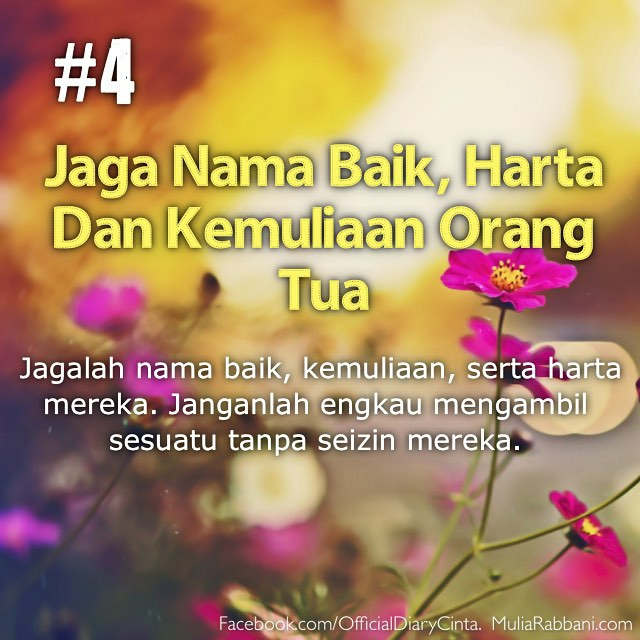 #4
Jaga Nama Baik, Harta
Dan Kemuliaan Orang
Tua
Jagalah nama baik, kemuliaan, serta harta
mereka. Janganlah engkau mengambil
sesuatu tanpa seizin mereka.
Facebook.com/OfficialDiaryCinta. MuliaRabbani.com